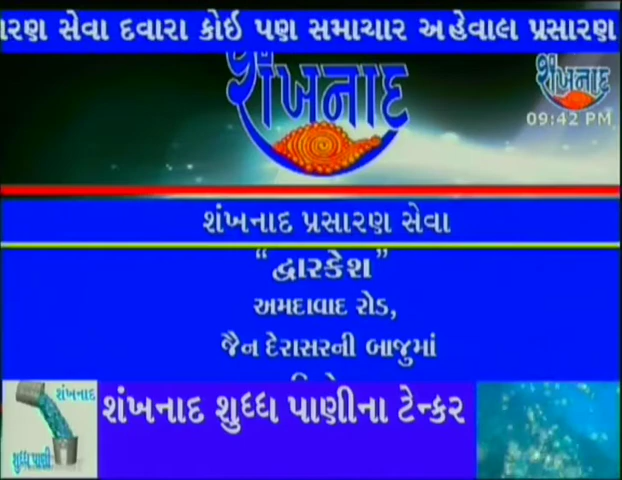 સેવા દવારા કોઇ પણ સમાચાર અહેવાલ પ્રસારણ
શંખનાદ
શંખનાદ
09:42 PM
શંખનાદ પ્રસારણ સેવા
“દ્વારકેશ”
અમદાવાદ રોડ,
જૈન દેરાસરની બાજુમાં
શંખનાદ
શંખનાદ શુધ્ધ પાણીના ટેન્કર
શુધ્ધ પાણી